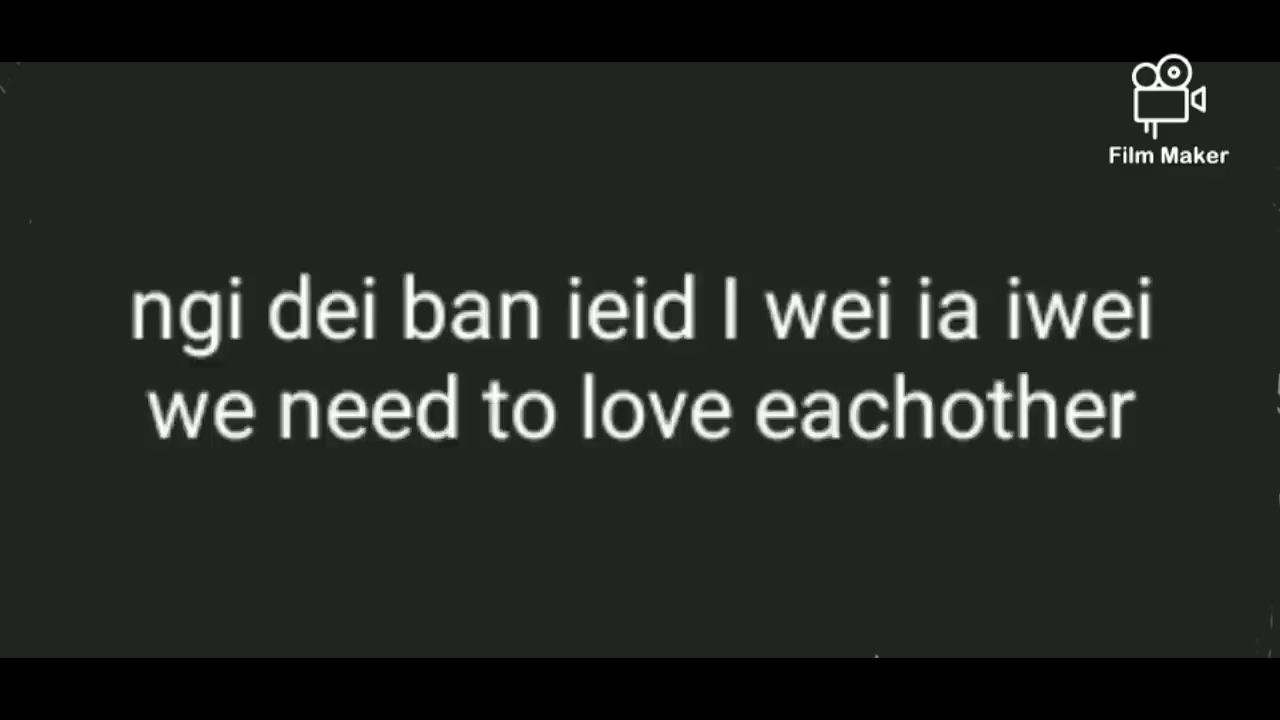 Film Maker
ngi dei ban ieid I wei ia iwei
we need to love eachother